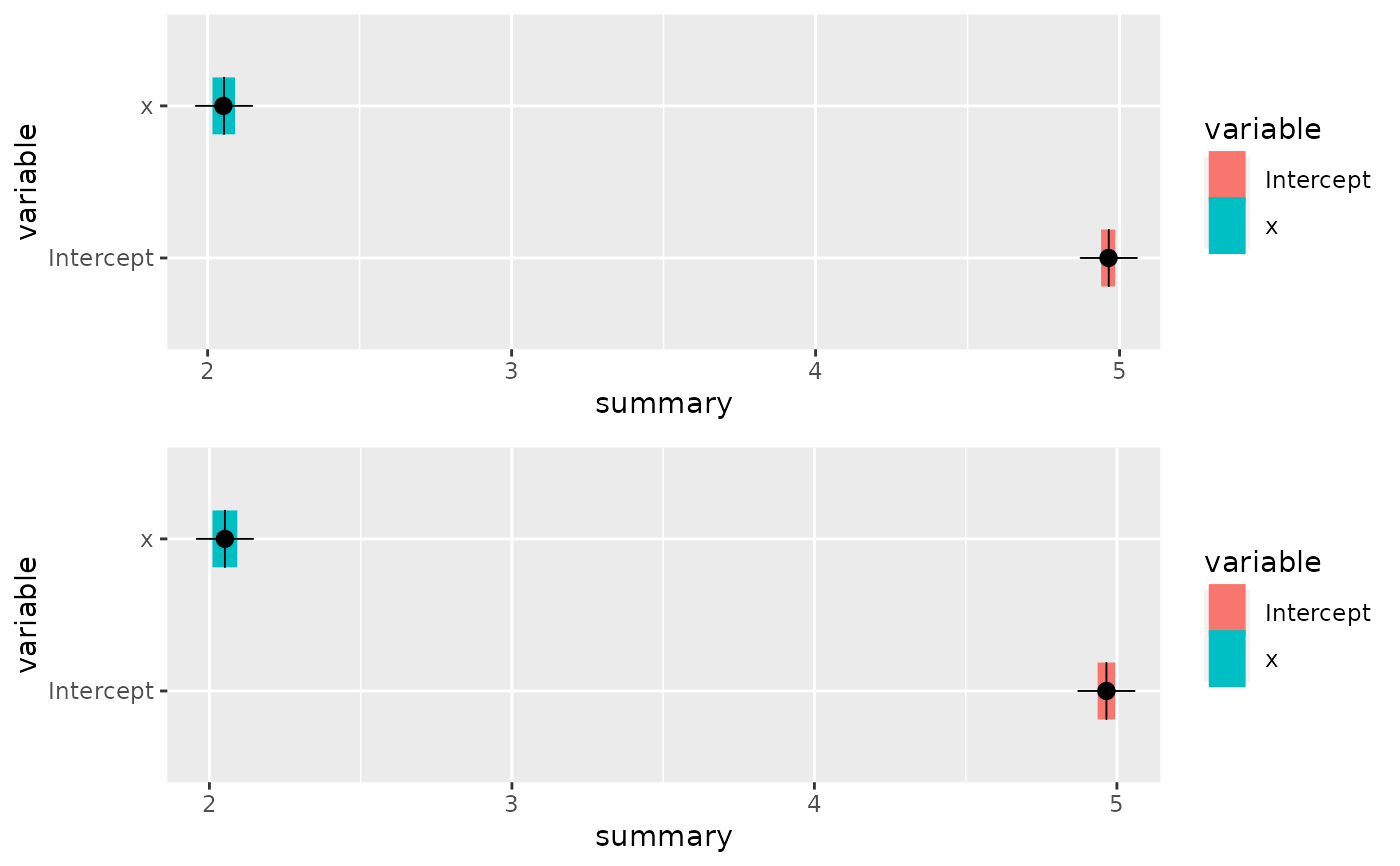 variable
x
Intercept
2 3 4 5
summary
variable
Intercept
x
variable
x
Intercept
2 3 4 5
summary
variable
Intercept
x